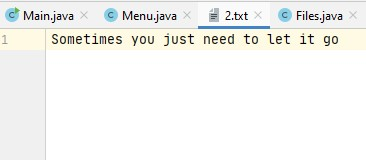 Main.java Menu.java 2.txt Files.java
1 Sometimes you just need to let it go